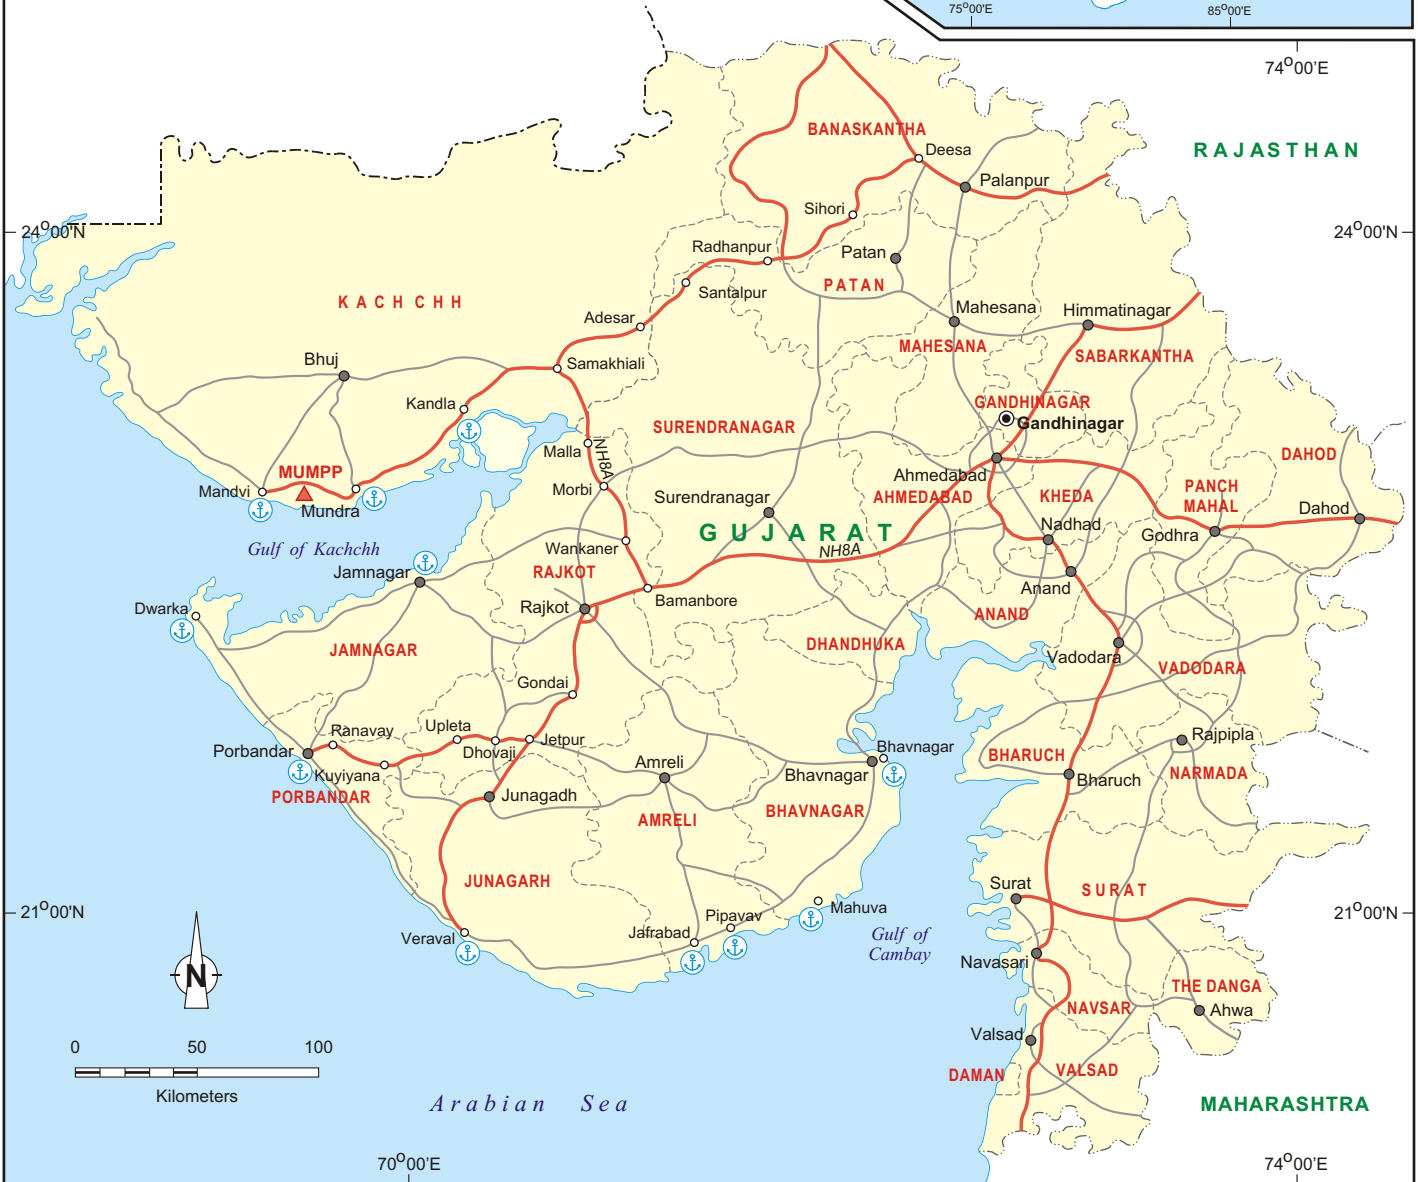 75°00'E
85°00'E
74°00'E
RAJASTHAN
BANASKANTHA
Deesa
Palanpur
Sihori
24°00'N
24°00'N
Radhanpur
Patan
PATAN
Santalpur
KACHCHH
Adesar
Mahesana
Himmatinagar
MAHESANA
SABARKANTHA
Bhuj
Samakhiali
Kandla
GANDHINAGAR
Gandhinagar
SURENDRANAGAR
Malla
NH8A
DAHOD
MUMPP
Ahmedabad
Mandvi
Morbi
Surendranagar
AHMEDABAD
KHEDA
PANCH
MAHAL
Mundra
Dahod
GUJARAT
Nadhad
Godhra
Gulf of Kachchh
Wankaner
NH8A
Jamnagar
RAJKOT
Anand
Dwarka
Rajkot
Bamanbore
ANAND
JAMNAGAR
DHANDHUKA
Vadodara
VADODARA
Gondai
Ranavay
Upleta
Porbandar
Dhovaji
Jetpur
Rajpipla
Bhavnagar
BHARUCH
Amreli
Kuyiyana
Bhavnagar
Bharuch
NARMADA
PORBANDAR
Junagadh
AMRELI
BHAVNAGAR
JUNAGARH
Surat
SURAT
21°00'N
Mahuva
21°00'N
Pipavav
Veraval
Jafrabad
Gulf of
Cambay
Navasari
N
THE DANGA
NAVSAR
Ahwa
Valsad
0 50 100
DAMAN
VALSAD
Kilometers
Arabian Sea
MAHARASHTRA
70°00'E
74°00'E